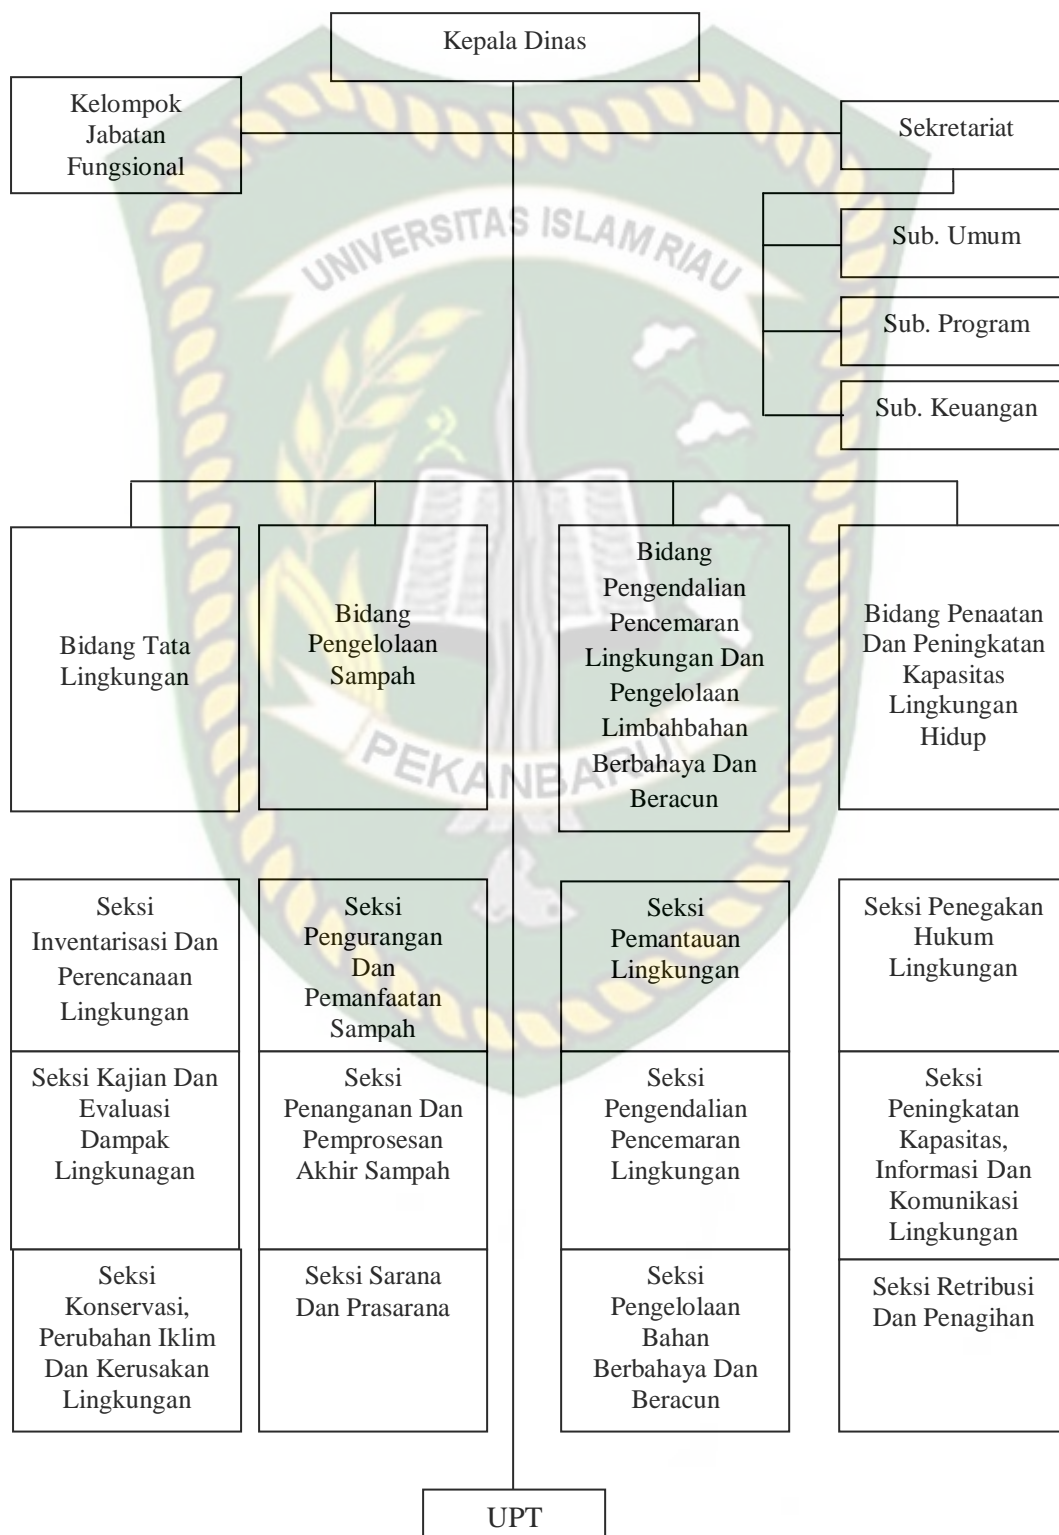 Kepala Dinas
Kelompok
Jabatan
Fungsional
Sekretariat
Sub. Umum
Sub. Program
Sub. Keuangan
UNIVERSITAS ISLAM RIAU
Bidang Tata
Lingkungan
Bidang
Pengelolaan
Sampah
Bidang
Pengendalian
Pencemaran
Lingkungan Dan
Pengelolaan
Limbahbahan
Berbahaya Dan
Beracun
Bidang Penaatan
Dan Peningkatan
Kapasitas
Lingkungan
Hidup
PEKANBARU
Seksi
Inventarisasi Dan
Perencanaan
Lingkungan
Seksi
Pengurangan
Dan
Pemanfaatan
Sampah
Seksi
Pemantauan
Lingkungan
Seksi Penegakan
Hukum
Lingkungan
Seksi Kajian Dan
Evaluasi
Dampak
Lingkunagan
Seksi
Penanganan Dan
Pemprosesan
Akhir Sampah
Seksi
Pengendalian
Pencemaran
Lingkungan
Seksi
Peningkatan
Kapasitas,
Informasi Dan
Komunikasi
Lingkungan
Seksi
Konservasi,
Perubahan Iklim
Dan Kerusakan
Lingkungan
Seksi Sarana
Dan Prasarana
Seksi
Pengelolaan
Bahan
Berbahaya Dan
Beracun
Seksi Retribusi
Dan Penagihan
UPT